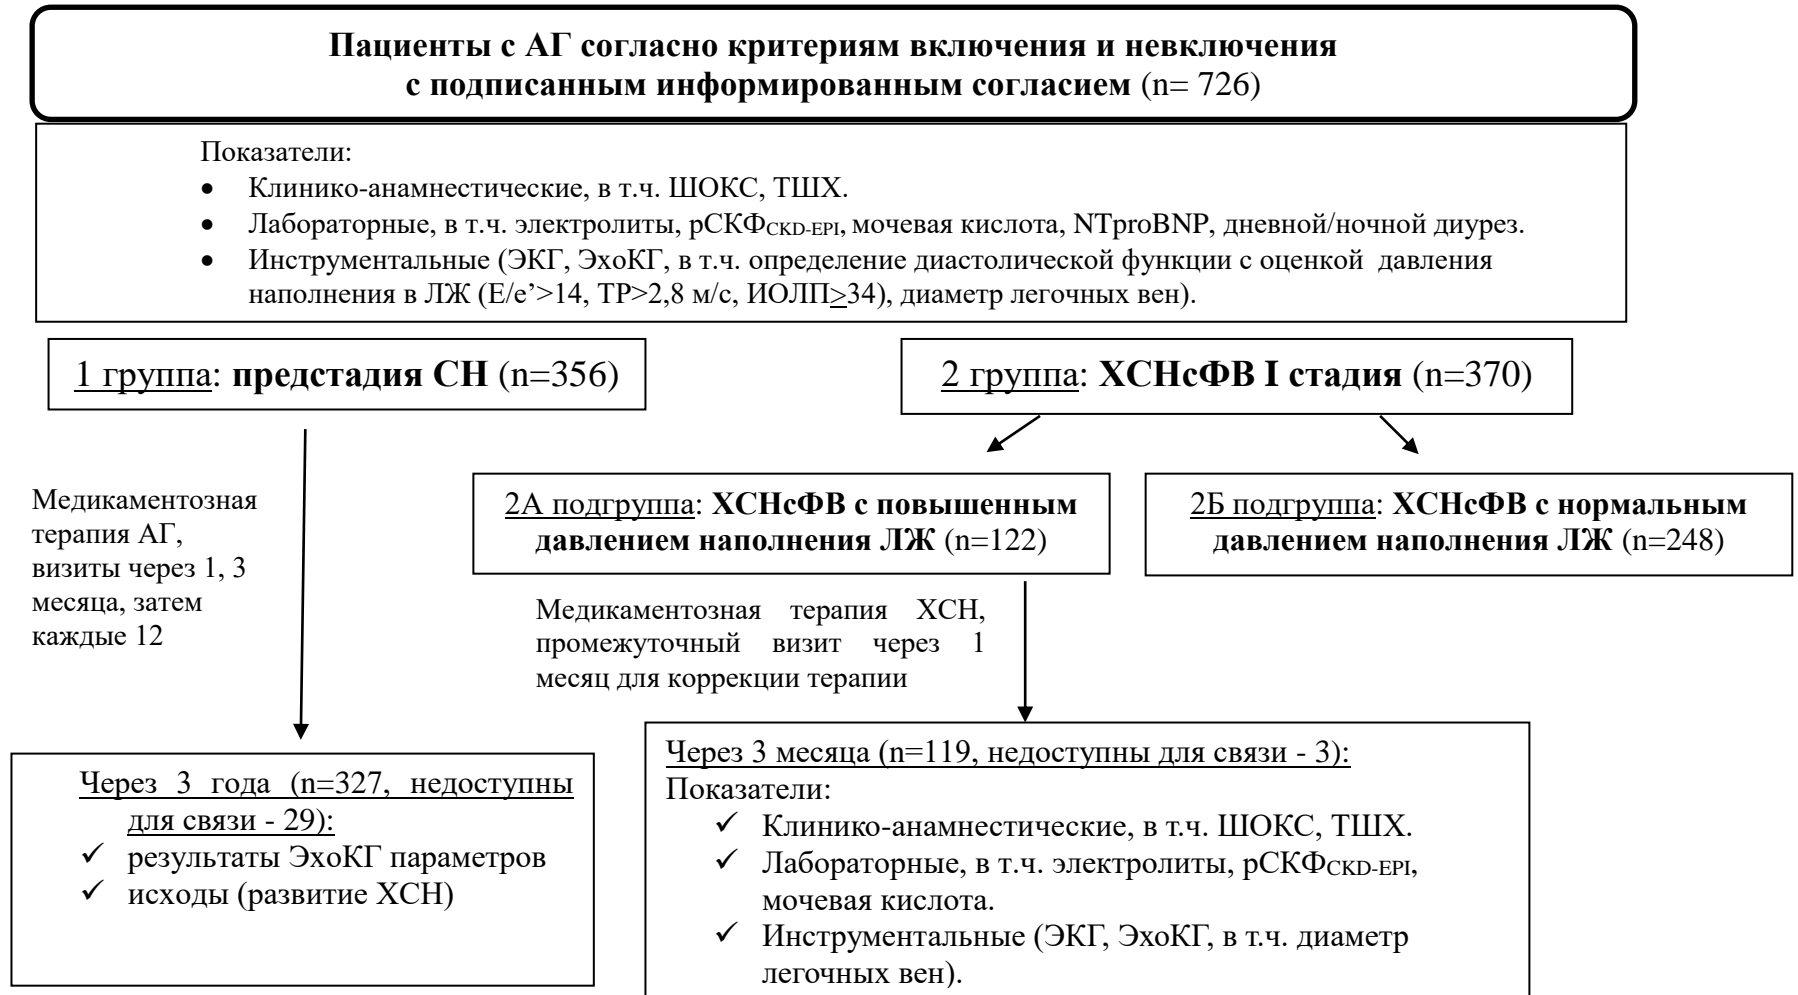 Пациенты с АГ согласно критериям включения и невключения
с подписанным информированным согласием (n= 726)
Показатели:
• Клинико-анамнестические, в т.ч. ШОКС, ТШХ.
• Лабораторные, в т.ч. электролиты, рСКФCKD-EPI, мочевая кислота, NTproBNP, дневной/ночной диурез.
• Инструментальные (ЭКГ, ЭхоКГ, в т.ч. определение диастолической функции с оценкой давления
наполнения в ЛЖ (E/e’>14, ТР>2,8 м/с, ИОЛП≥34), диаметр легочных вен).
1 группа: предстадия СН (n=356)
2 группа: ХСНсФВ I стадия (n=370)
Медикаментозная
терапия АГ,
визиты через 1, 3
месяца, затем
каждые 12
2А подгруппа: ХСНсФВ с повышенным
давлением наполнения ЛЖ (n=122)
2Б подгруппа: ХСНсФВ с нормальным
давлением наполнения ЛЖ (n=248)
Медикаментозная терапия ХСН,
промежуточный визит через 1
месяц для коррекции терапии
Через 3 года (n=327, недоступны
для связи - 29):
✓ результаты ЭхоКГ параметров
✓ исходы (развитие ХСН)
Через 3 месяца (n=119, недоступны для связи - 3):
Показатели:
✓ Клинико-анамнестические, в т.ч. ШОКС, ТШХ.
✓ Лабораторные, в т.ч. электролиты, рСКФCKD-EPI,
мочевая кислота.
✓ Инструментальные (ЭКГ, ЭхоКГ, в т.ч. диаметр
легочных вен).